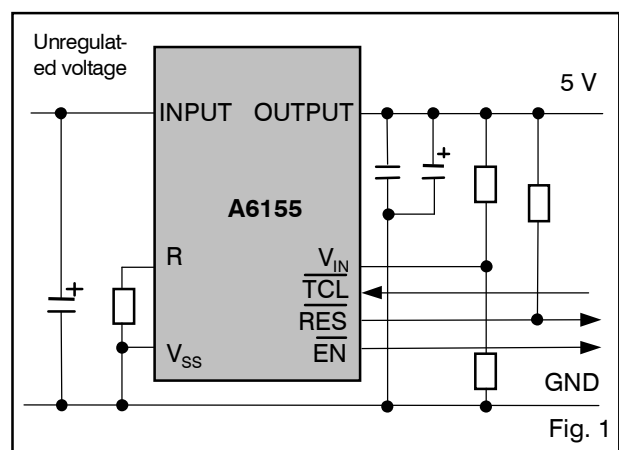 Unregulat-
ed voltage
5 V
INPUT OUTPUT
A6155
R
V_IN
TCL
RES
V_SS
EN
GND
Fig. 1